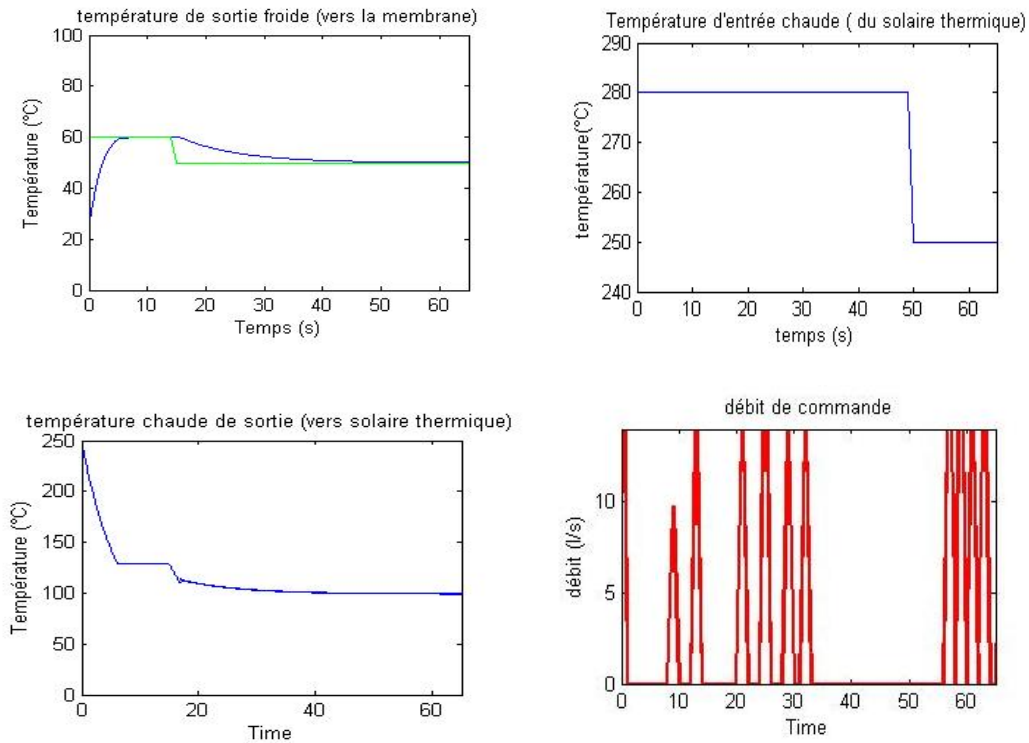 température de sortie froide (vers la membrane)
100
80
60
40
20
0
Température (°C)
0 10 20 30 40 50 60
Temps (s)
Température d'entrée chaude ( du solaire thermique)
290
280
270
260
250
240
température(°C)
0 10 20 30 40 50 60
temps (s)
température chaude de sortie (vers solaire thermique)
250
200
150
100
50
0
Température (°C)
0 20 40 60
Time
débit de commande
10
5
0
débit (l/s)
0 10 20 30 40 50 60
Time